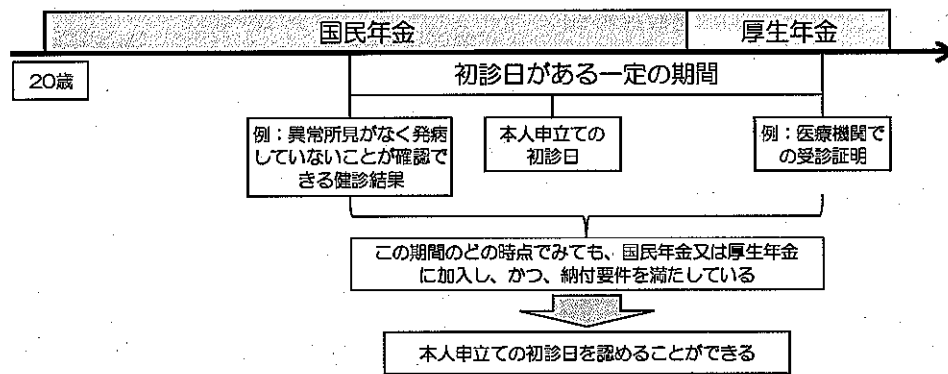 国民年金
厚生年金
20歳
初診日がある一定の期間
例：異常所見がなく発病
していないことが確認で
きる健診結果
本人申立ての
初診日
例：医療機関で
の受診証明
この期間のどの時点でみても、国民年金又は厚生年金
に加入し、かつ、納付要件を満たしている
本人申立ての初診日を認めることができる